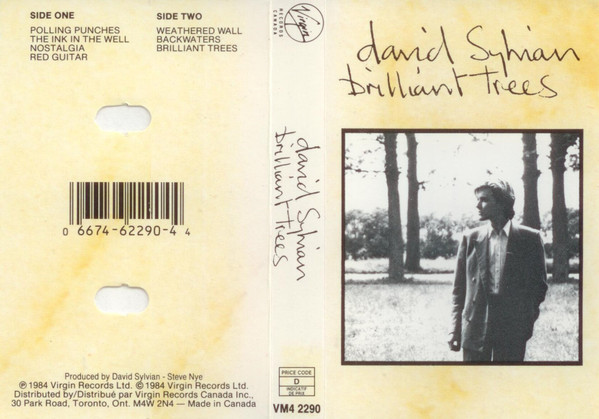 SIDE ONE
POLLING PUNCHES
THE INK IN THE WELL
NOSTALGIA
RED GUITAR
SIDE TWO
WEATHERED WALL
BACKWATERS
BRILLIANT TREES
0 6674-62290-4 4
Produced by David Sylvian - Steve Nye
℗ 1984 Virgin Records Ltd. © 1984 Virgin Records Ltd.
Distributed by/Distribué par Virgin Records Canada Inc.,
30 Park Road, Toronto, Ont. M4W 2N4 — Made in Canada
Virgin
RECORDS
CANADA
david Sylvian
brilliant trees
PRICE CODE
D
INDICATIF
DE PRIX
VM4 2290
david Sylvian
brilliant trees